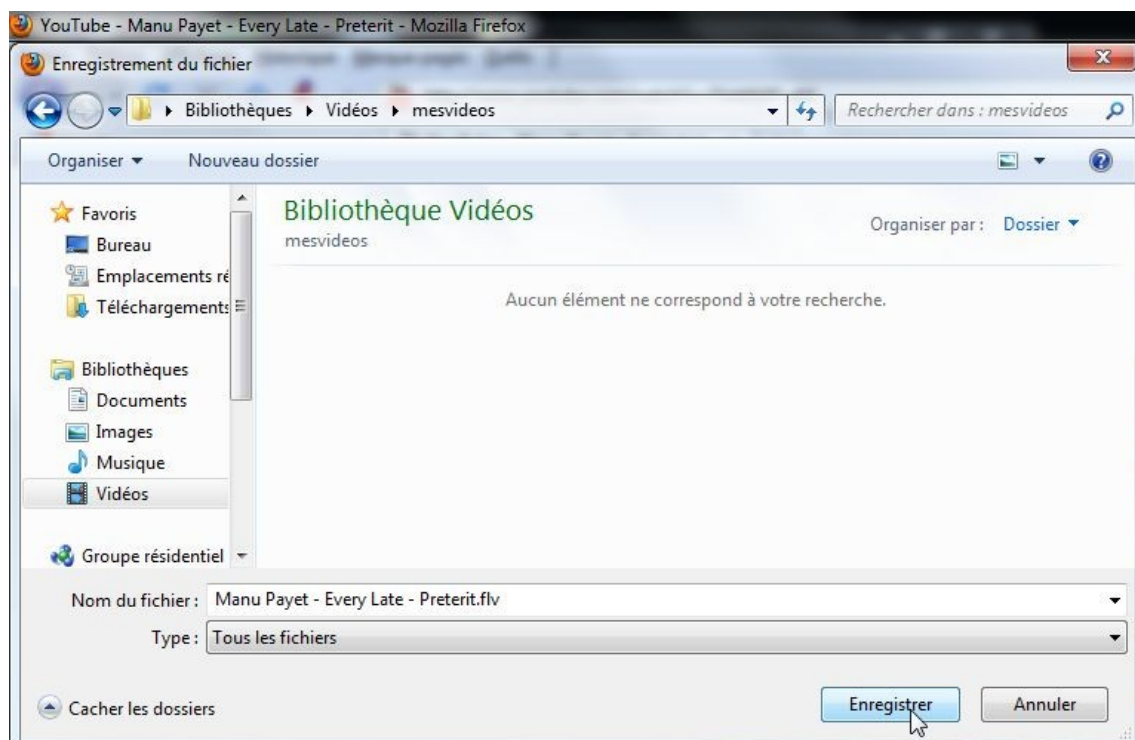 YouTube - Manu Payet - Every Late - Preterit - Mozilla Firefox
Enregistrement du fichier
Bibliothèques Vidéos mesvideos
Rechercher dans : mesvideos
Organiser Nouveau dossier
Favoris
Bureau
Emplacements ré
Téléchargements
Bibliothèques
Documents
Images
Musique
Vidéos
Groupe résidentiel
Bibliothèque Vidéos
mesvideos
Organiser par : Dossier
Aucun élément ne correspond à votre recherche.
Nom du fichier : Manu Payet - Every Late - Preterit.flv
Type : Tous les fichiers
Cacher les dossiers
Enregistrer Annuler